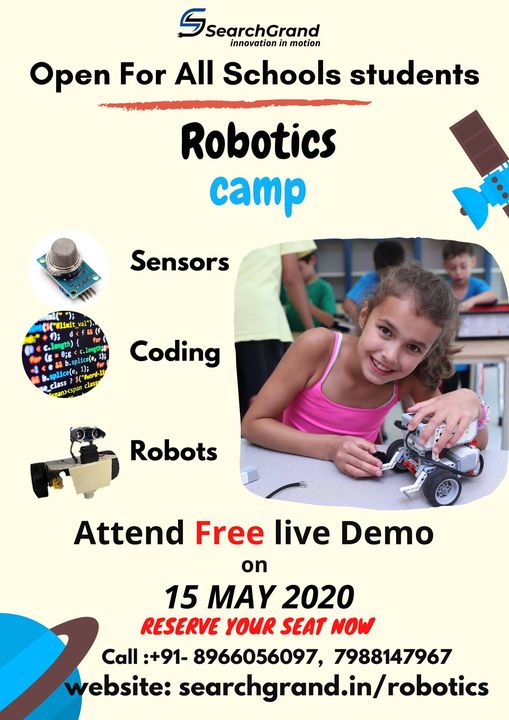 SearchGrand
innovation in motion
Open For All Schools students
Robotics
camp
Sensors
Coding
Robots
Attend Free live Demo
on
15 MAY 2020
RESERVE YOUR SEAT NOW
Call :+91- 8966056097, 7988147967
website: searchgrand.in/robotics